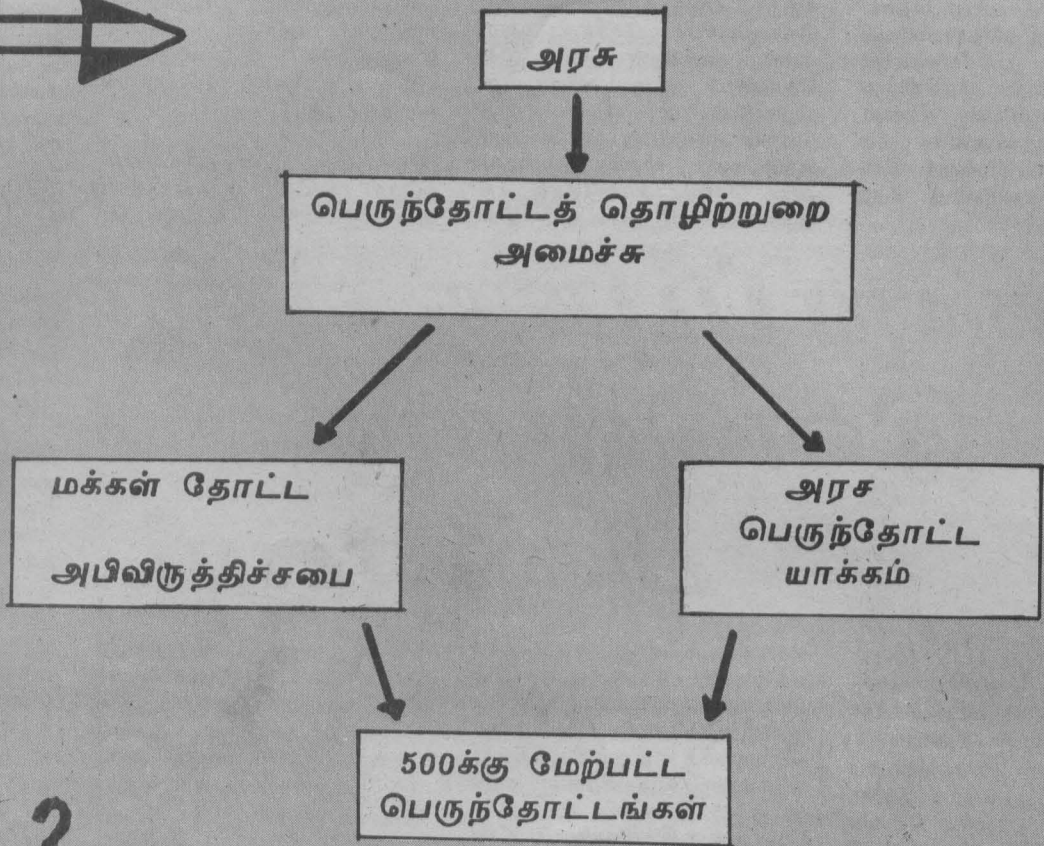 அரசு
பெருந்தோட்டத் தொழிற்றுறை
அமைச்சு
மக்கள் தோட்ட
அபிவிருத்திச்சபை
அரச
பெருந்தோட்ட
யாக்கம்
500க்கு மேற்பட்ட
பெருந்தோட்டங்கள்
?